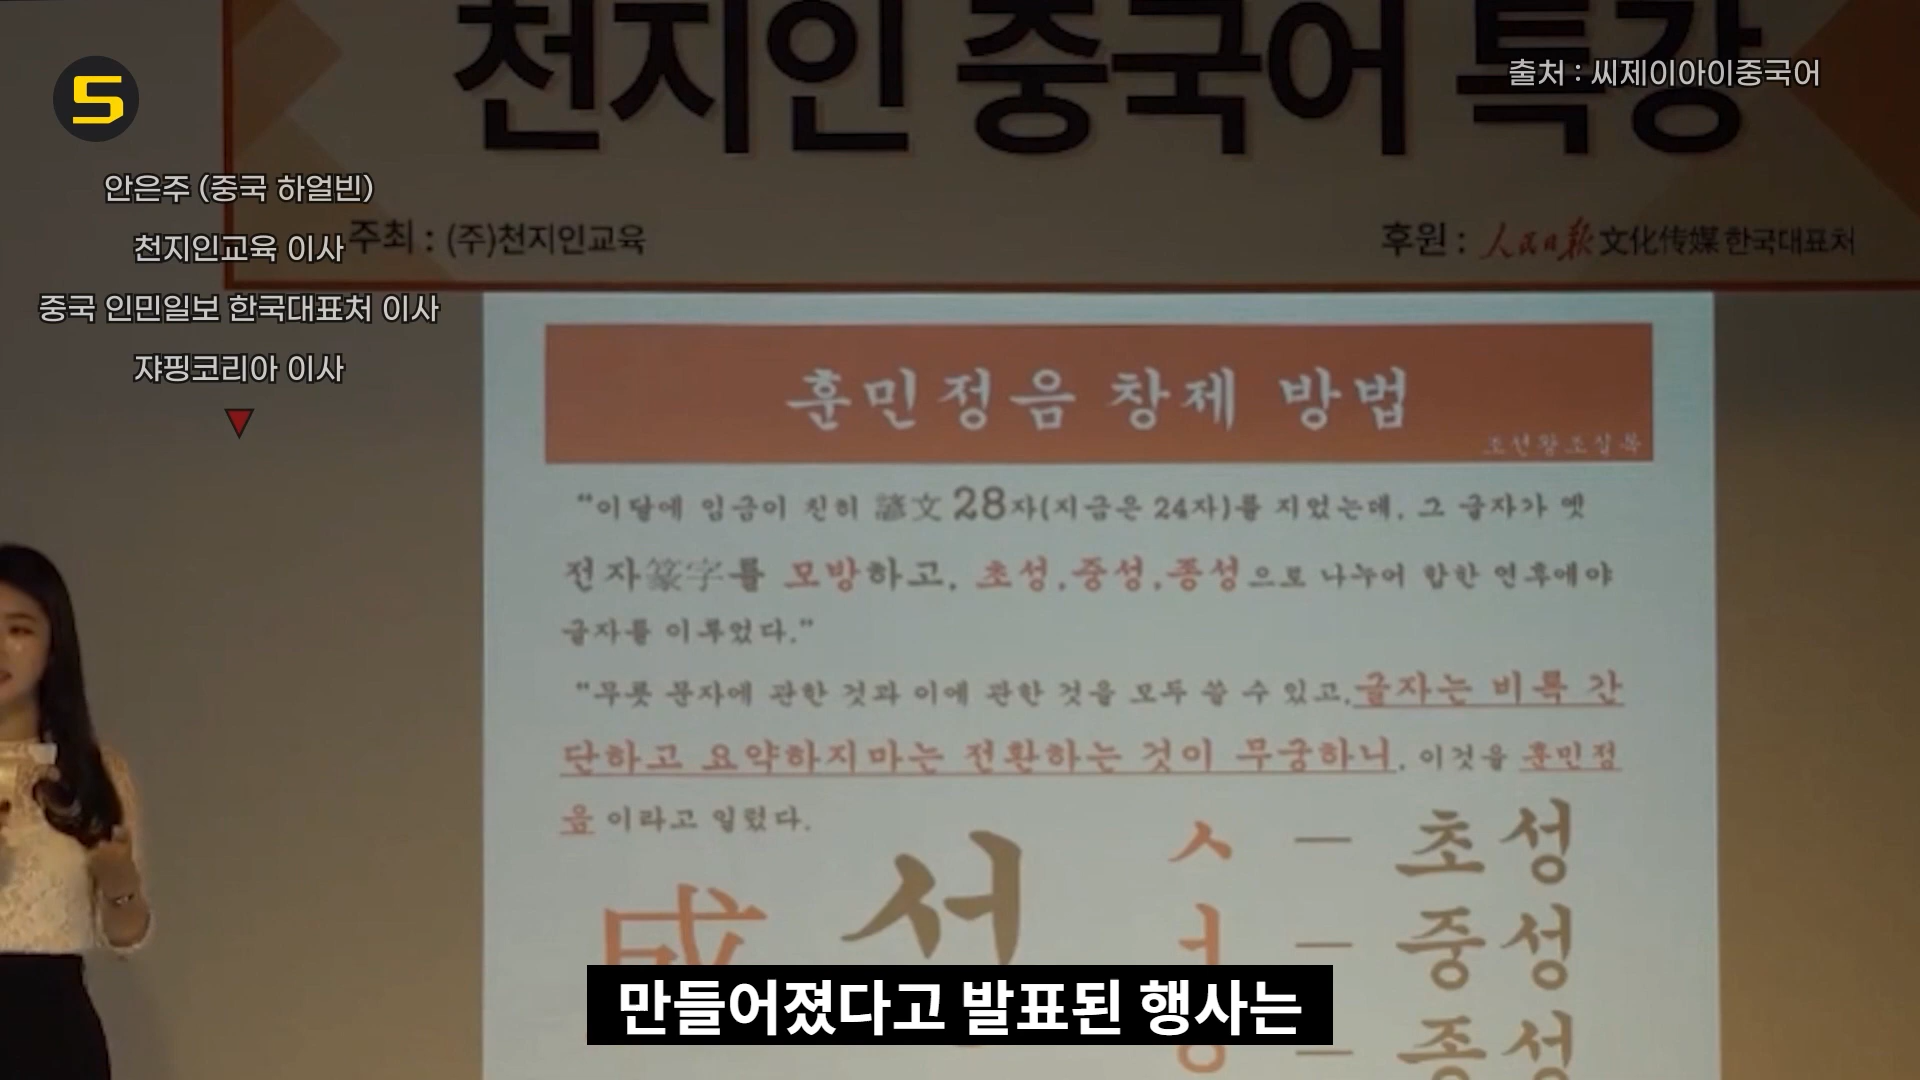 천지인 중국어 특강
출처 : 씨제이아이중국어
S
안은주 (중국 하얼빈)
천지인교육 이사
중국 인민일보 한국대표처 이사
쟈핑코리아 이사
주최 : (주)천지인교육
후원 : 人民日报 文化传媒 한국대표처
훈민정음 창제 방법
조선왕조실록
“이달에 임금이 친히 諺文 28자(지금은 24자)를 지었는데, 그 글자가 옛
전자篆字를 모방하고, 초성,중성,종성으로 나누어 합한 연후에야
글자를 이루었다.”
“무릇 문자에 관한 것과 이에 관한 것을 모두 쓸 수 있고,글자는 비록 간
단하고 요약하지마는 전환하는 것이 무궁하니, 이것을 훈민정
음 이라고 일렀다.
成 성 ㅅ — 초성
ㅓ — 중성
ㅇ — 종성
만들어졌다고 발표된 행사는